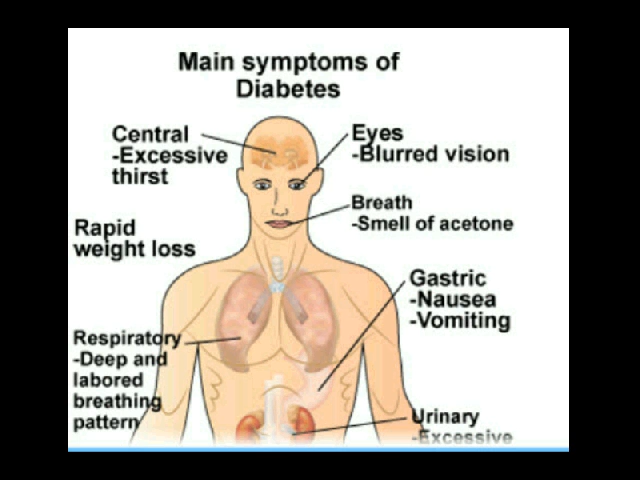 Main symptoms of
Diabetes
Central
-Excessive
thirst
Eyes
-Blurred vision
Breath
-Smell of acetone
Rapid
weight loss
Gastric
-Nausea
-Vomiting
Respiratory
-Deep and
labored
breathing
pattern
Urinary
-Excessive